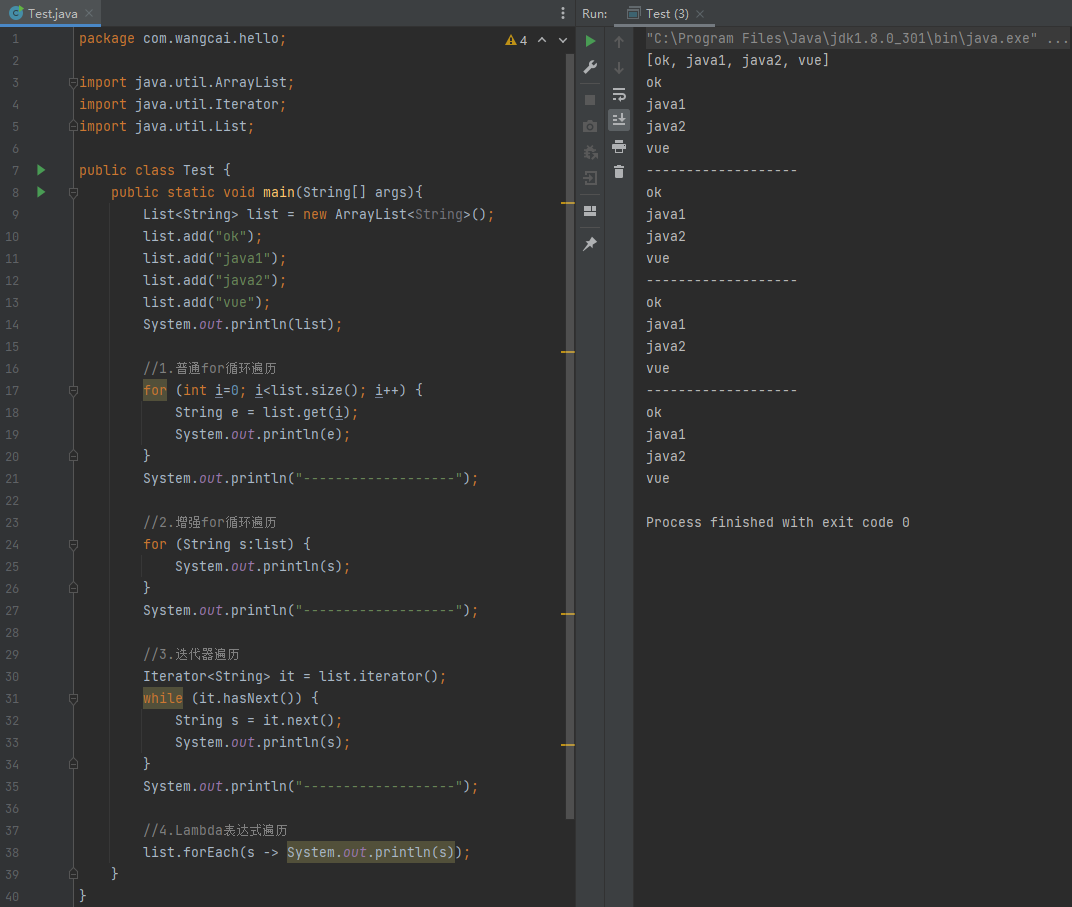 Test.java
4
package com.wangcai.hello;
import java.util.ArrayList;
import java.util.Iterator;
import java.util.List;
public class Test {
public static void main(String[] args){
List<String> list = new ArrayList<String>();
list.add("ok");
list.add("java1");
list.add("java2");
list.add("vue");
System.out.println(list);
//1.普通for循环遍历
for (int i=0; i<list.size(); i++) {
String e = list.get(i);
System.out.println(e);
}
System.out.println("-------------------");
//2.增强for循环遍历
for (String s:list) {
System.out.println(s);
}
System.out.println("-------------------");
//3.迭代器遍历
Iterator<String> it = list.iterator();
while (it.hasNext()) {
String s = it.next();
System.out.println(s);
}
System.out.println("-------------------");
//4.Lambda表达式遍历
list.forEach(s -> System.out.println(s));
}
}
1
2
3
4
5
6
7
8
9
10
11
12
13
14
15
16
17
18
19
20
21
22
23
24
25
26
27
28
29
30
31
32
33
34
35
36
37
38
39
40
Run: Test (3)
"C:\Program Files\Java\jdk1.8.0_301\bin\java.exe" ...
[ok, java1, java2, vue]
ok
java1
java2
vue
-------------------
ok
java1
java2
vue
-------------------
ok
java1
java2
vue
-------------------
ok
java1
java2
vue
Process finished with exit code 0